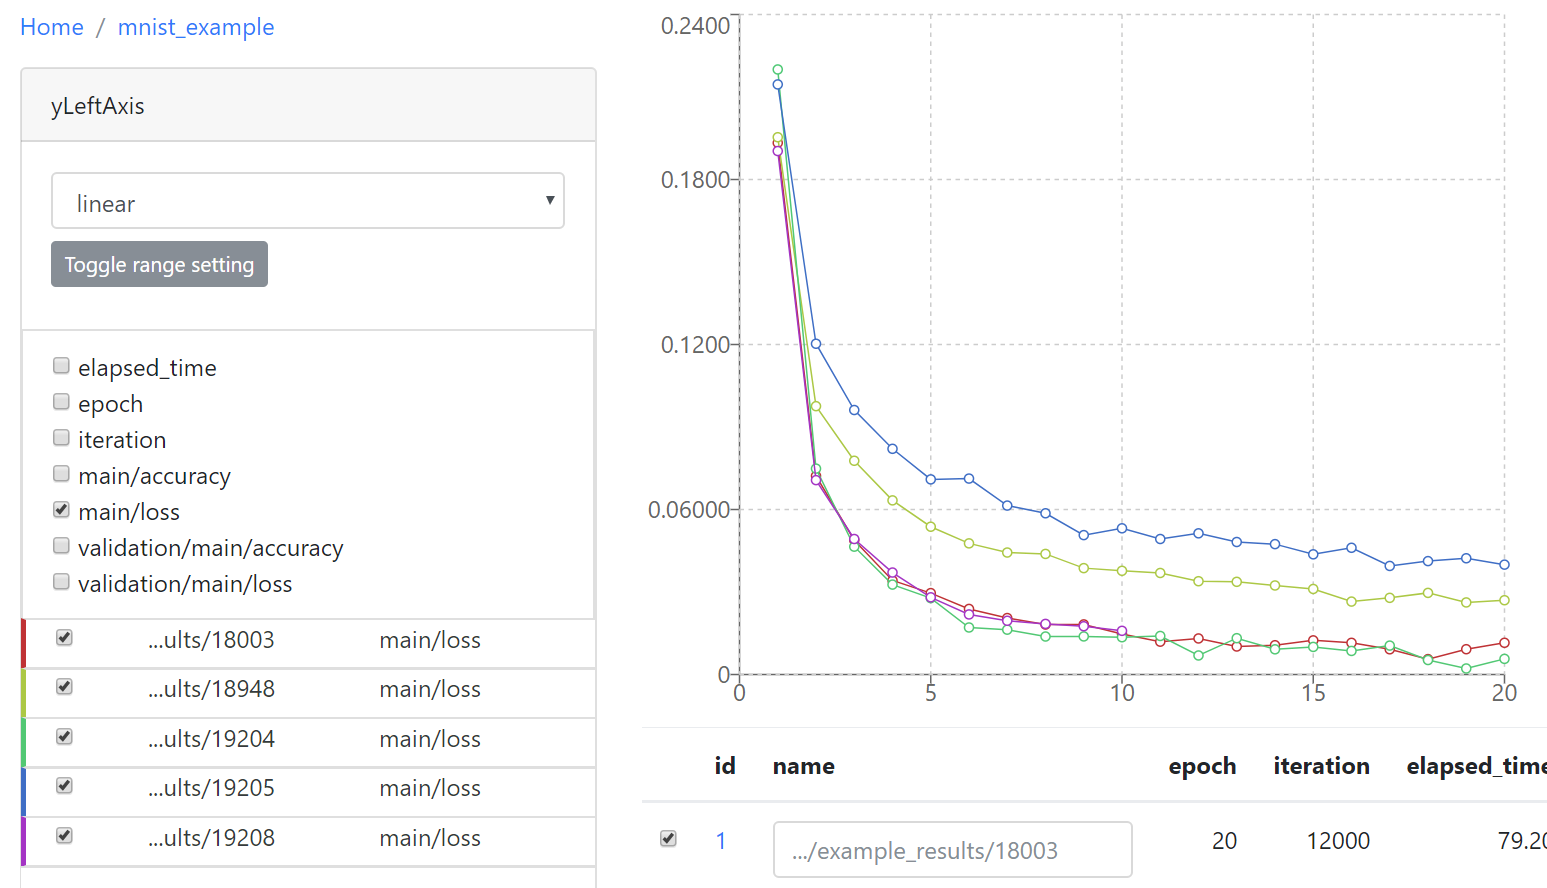 Home / mnist_example
yLeftAxis
linear
Toggle range setting
elapsed_time
epoch
iteration
main/accuracy
main/loss
validation/main/accuracy
validation/main/loss
...ults/18003 main/loss
...ults/18948 main/loss
...ults/19204 main/loss
...ults/19205 main/loss
...ults/19208 main/loss
0.2400
0.1800
0.1200
0.06000
0
0 5 10 15 20
id name epoch iteration elapsed_time
1 .../example_results/18003 20 12000 79.20